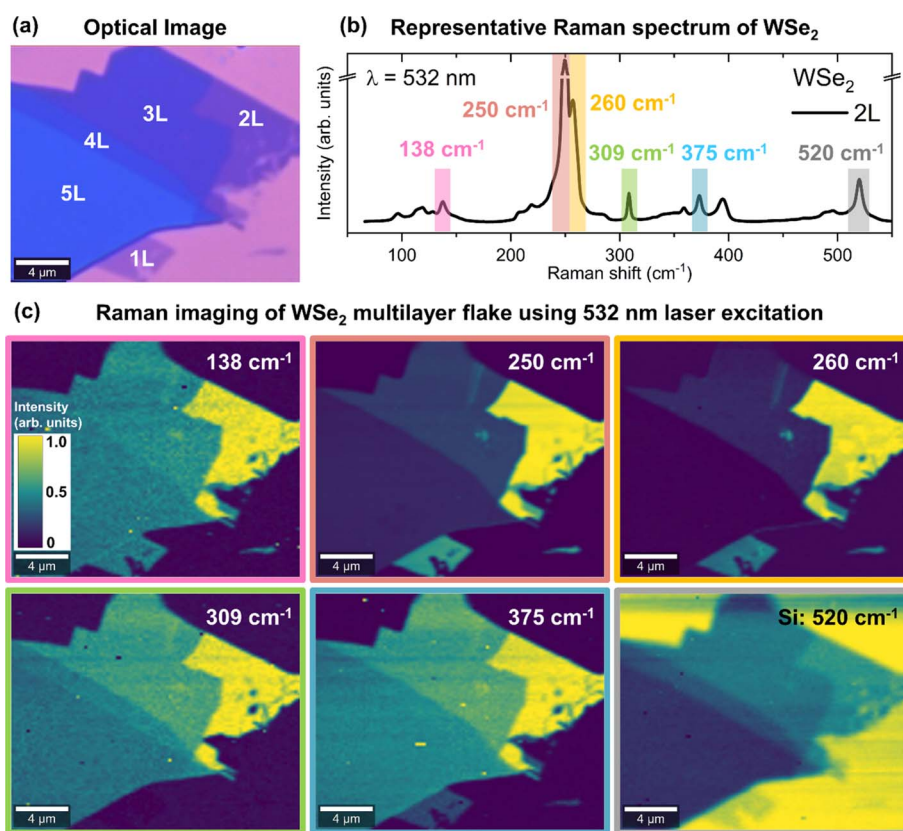 (a) Optical Image
(b) Representative Raman spectrum of WSe₂
3L
2L
4L
5L
1L
4 µm
Intensity (arb. units)
λ = 532 nm
WSe₂
2L
250 cm⁻¹
260 cm⁻¹
138 cm⁻¹
309 cm⁻¹
375 cm⁻¹
520 cm⁻¹
100 200 300 400 500
Raman shift (cm⁻¹)
(c) Raman imaging of WSe₂ multilayer flake using 532 nm laser excitation
138 cm⁻¹
Intensity
(arb. units)
1.0
0.5
0
4 µm
250 cm⁻¹
4 µm
260 cm⁻¹
4 µm
309 cm⁻¹
4 µm
375 cm⁻¹
4 µm
Si: 520 cm⁻¹
4 µm